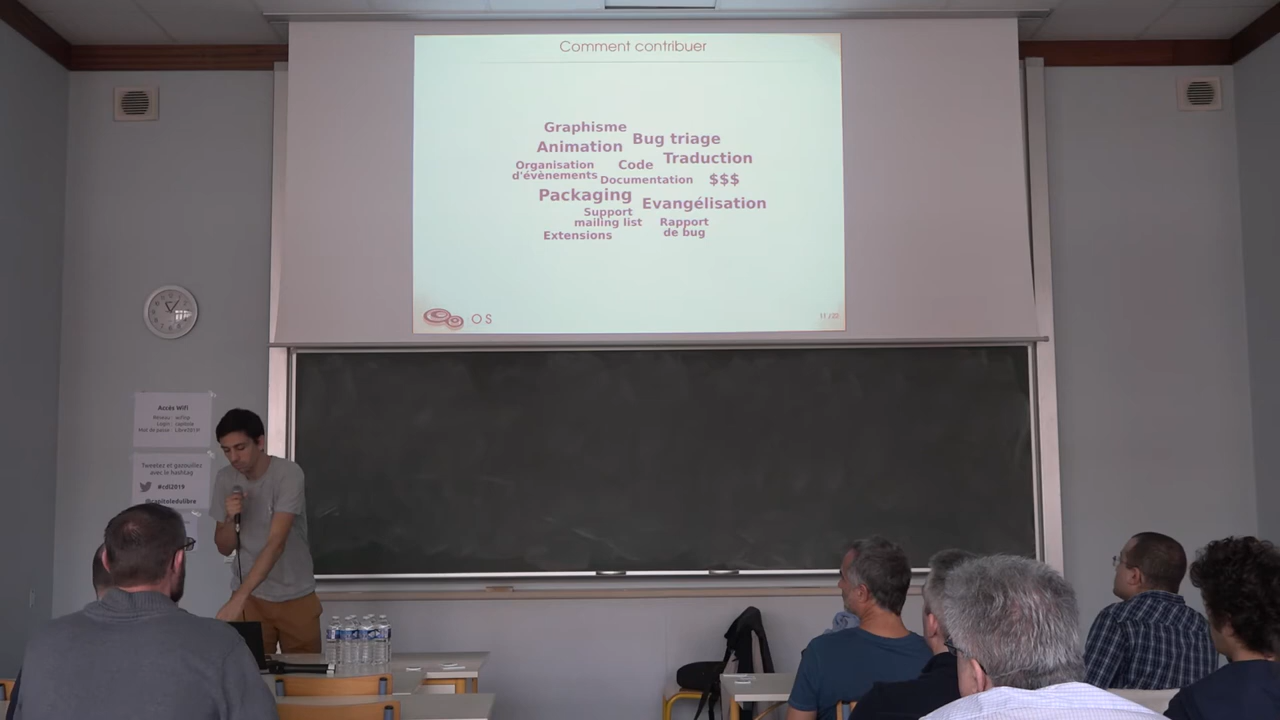 Comment contribuer
Graphisme
Bug triage
Animation
Traduction
Organisation
d'évènements
Code
Documentation
$$$
Packaging
Evangélisation
Support
mailing list
Rapport
de bug
Extensions
OS
Accès Wifi
Tweetez et gazouillez
avec le hashtag
#cdl2019
@capitoledulibre